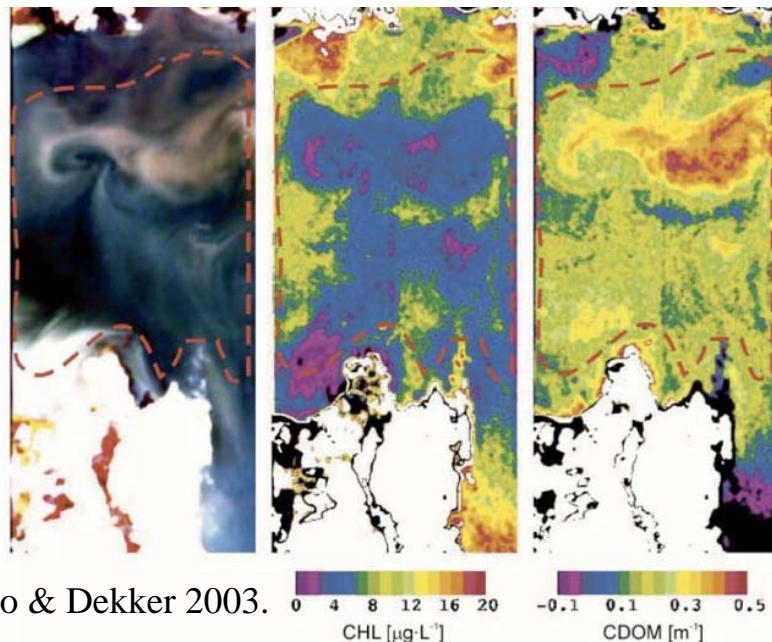 o & Dekker 2003.
0 4 8 12 16 20
CHL [µg·L⁻¹]
-0.1 0.1 0.3 0.5
CDOM [m⁻¹]